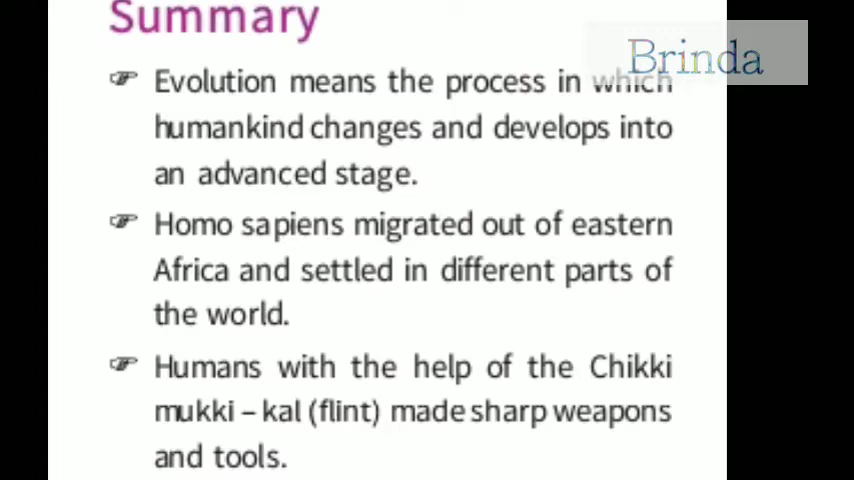 Summary
Brinda
☞ Evolution means the process in which
humankind changes and develops into
an advanced stage.
☞ Homo sapiens migrated out of eastern
Africa and settled in different parts of
the world.
☞ Humans with the help of the Chikki
mukki – kal (flint) made sharp weapons
and tools.